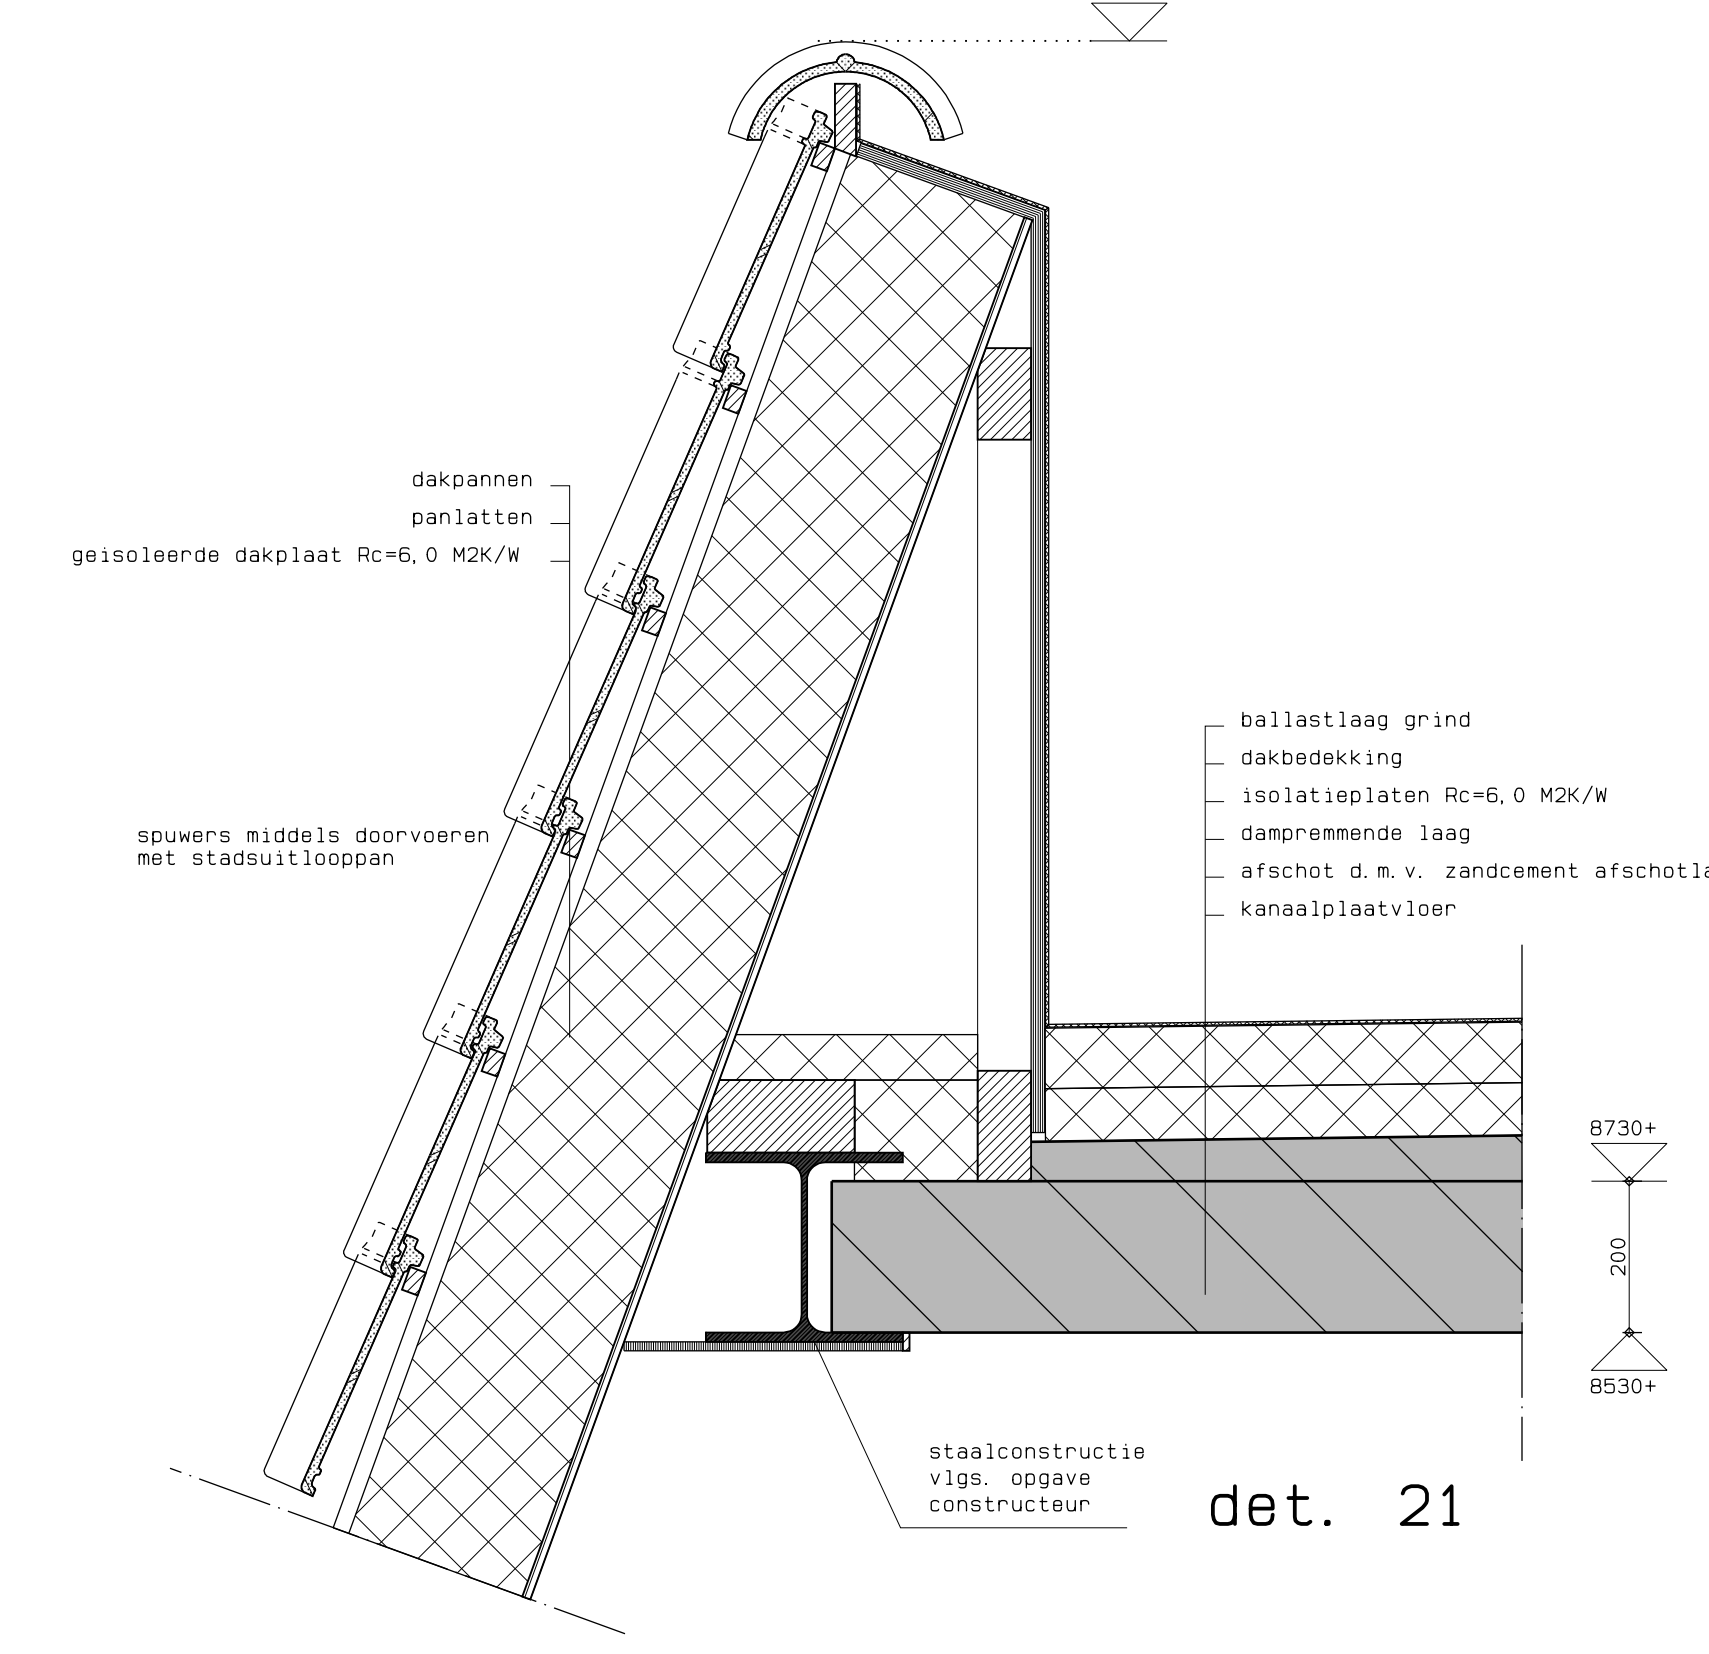 dakpannen
panlatten
geisoleerde dakplaat Rc=6,0 M2K/W
spuwers middels doorvoeren
met stadsuitlooppan
ballastlaag grind
dakbedekking
isolatieplaten Rc=6,0 M2K/W
dampremmende laag
afschot d.m.v. zandcement afschotla
kanaalplaatvloer
8730+
200
8530+
staalconstructie
vlgs. opgave
constructeur
det. 21